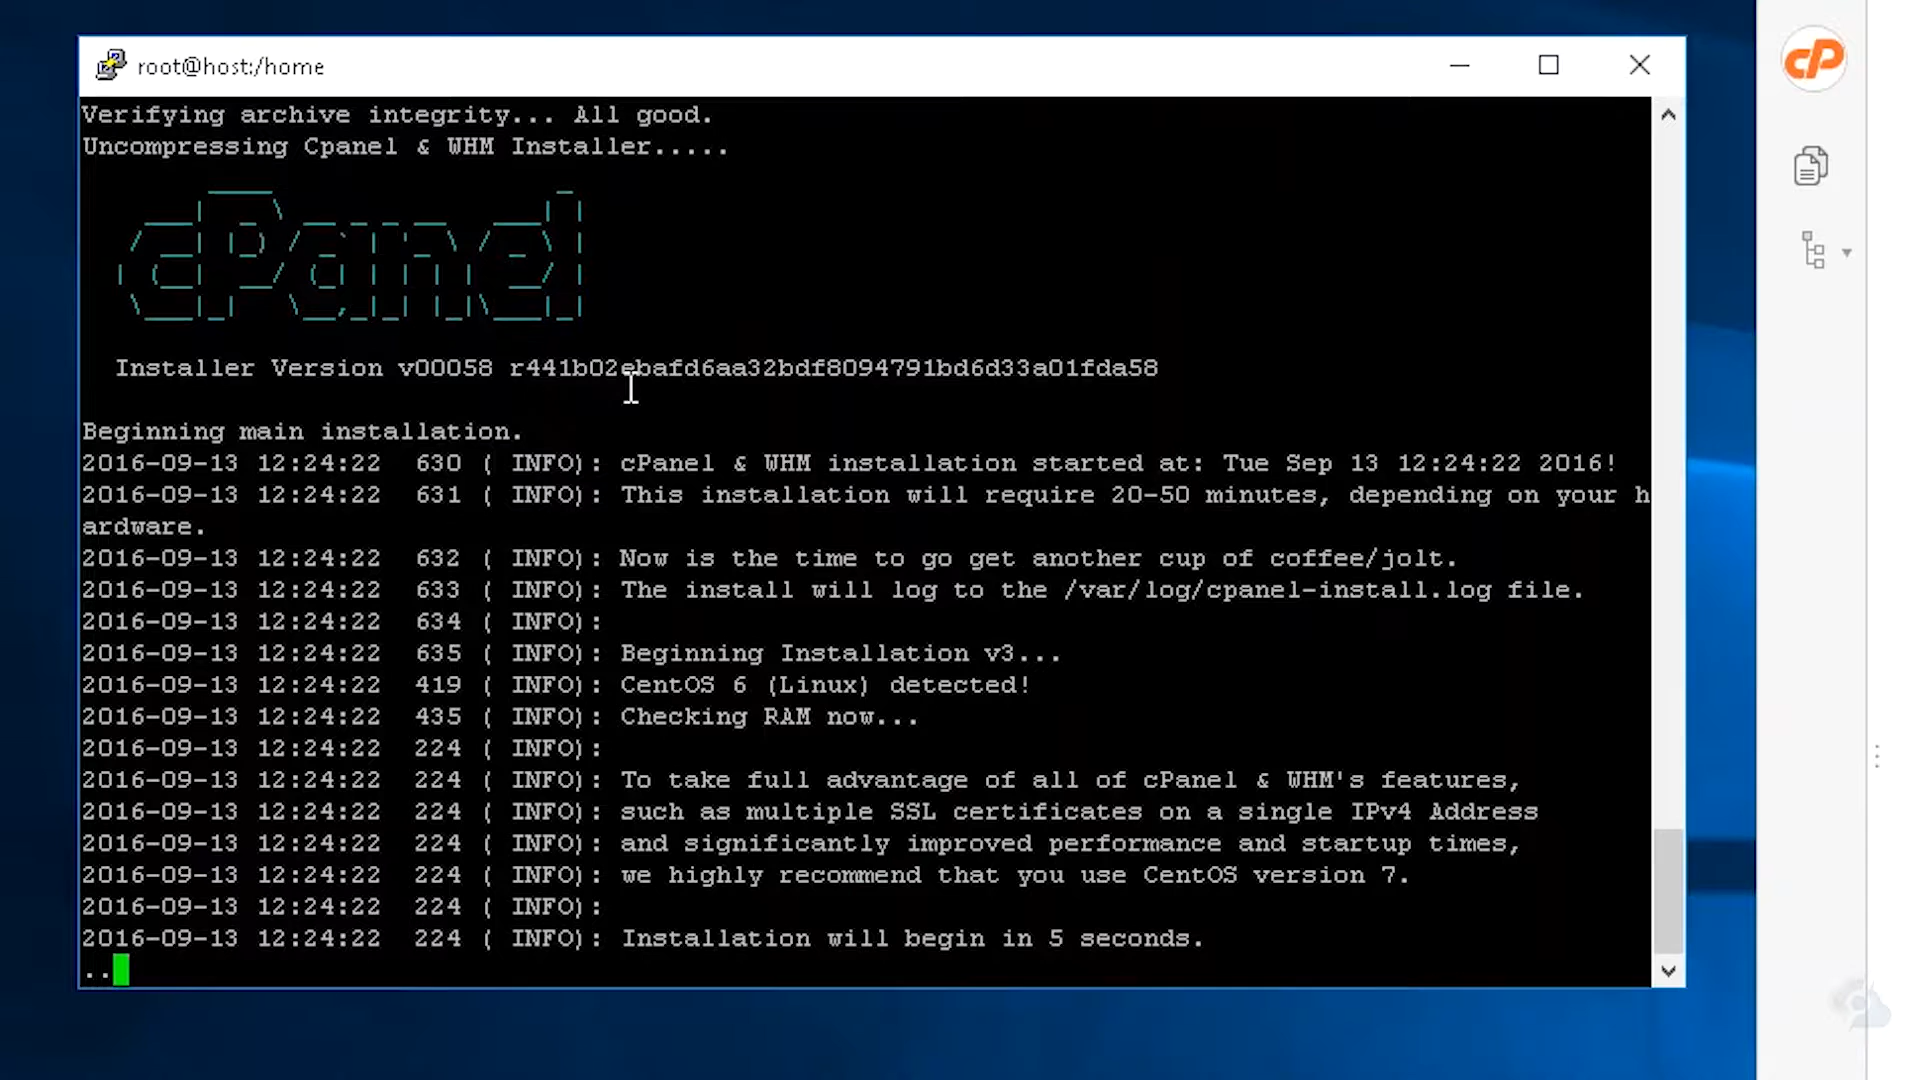 root@host:/home
cP
Verifying archive integrity... All good.
Uncompressing Cpanel & WHM Installer.....
cPanel
Installer Version v00058 r441b02ebafd6aa32bdf8094791bd6d33a01fda58
Beginning main installation.
2016-09-13 12:24:22  630 ( INFO): cPanel & WHM installation started at: Tue Sep 13 12:24:22 2016!
2016-09-13 12:24:22  631 ( INFO): This installation will require 20-50 minutes, depending on your h
ardware.
2016-09-13 12:24:22  632 ( INFO): Now is the time to go get another cup of coffee/jolt.
2016-09-13 12:24:22  633 ( INFO): The install will log to the /var/log/cpanel-install.log file.
2016-09-13 12:24:22  634 ( INFO):
2016-09-13 12:24:22  635 ( INFO): Beginning Installation v3...
2016-09-13 12:24:22  419 ( INFO): CentOS 6 (Linux) detected!
2016-09-13 12:24:22  435 ( INFO): Checking RAM now...
2016-09-13 12:24:22  224 ( INFO):
2016-09-13 12:24:22  224 ( INFO): To take full advantage of all of cPanel & WHM's features,
2016-09-13 12:24:22  224 ( INFO): such as multiple SSL certificates on a single IPv4 Address
2016-09-13 12:24:22  224 ( INFO): and significantly improved performance and startup times,
2016-09-13 12:24:22  224 ( INFO): we highly recommend that you use CentOS version 7.
2016-09-13 12:24:22  224 ( INFO):
2016-09-13 12:24:22  224 ( INFO): Installation will begin in 5 seconds.
..